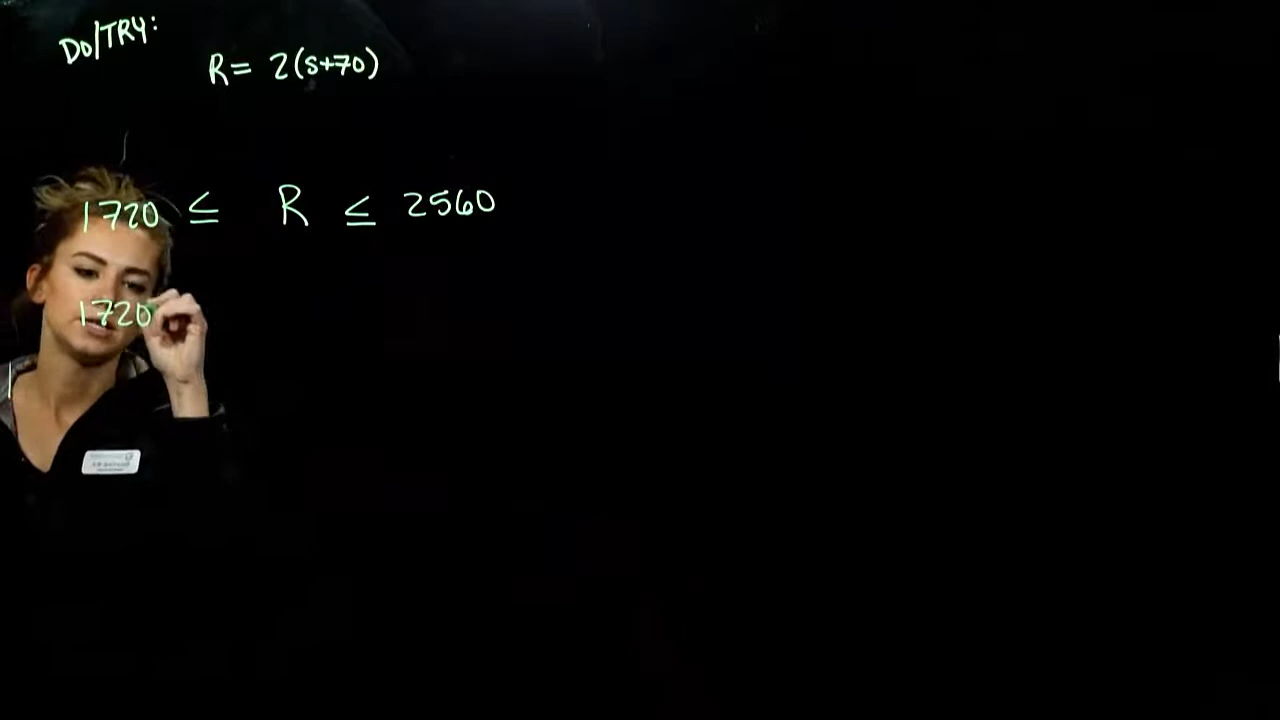 DO/TRY:
R= 2(s+70)
1720 ≤ R ≤ 2560
1720